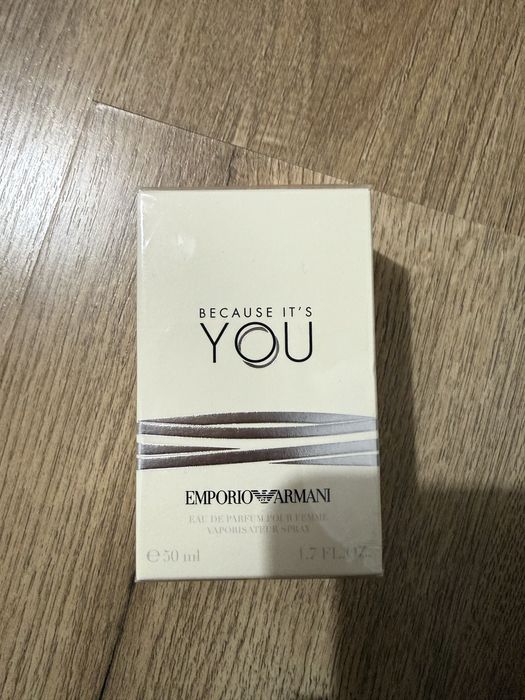 BECAUSE IT'S
YOU
EMPORIO ARMANI
EAU DE PARFUM POUR FEMME
VAPORISATEUR SPRAY
℮ 50 ml 1.7 FL.OZ.